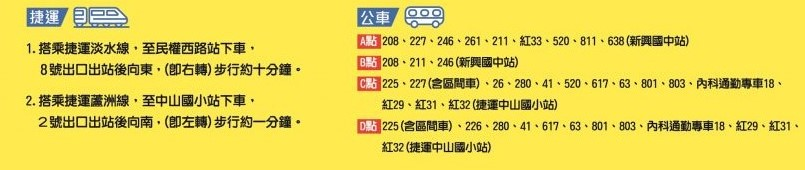 捷運
1.搭乘捷運淡水線，至民權西路站下車，
8號出口出站後向東，(即右轉)步行約十分鐘。
2.搭乘捷運蘆洲線，至中山國小站下車，
2號出口出站後向南，(即左轉)步行約一分鐘。
公車
A點 208、227、246、261、211、紅33、520、811、638(新興國中站)
B點 208、211、246(新興國中站)
C點 225、227(含區間車)、26、280、41、520、617、63、801、803、內科通勤專車18、
紅29、紅31、紅32(捷運中山國小站)
D點 225(含區間車)、226、280、41、617、63、801、803、內科通勤專車18、紅29、紅31、
紅32(捷運中山國小站)